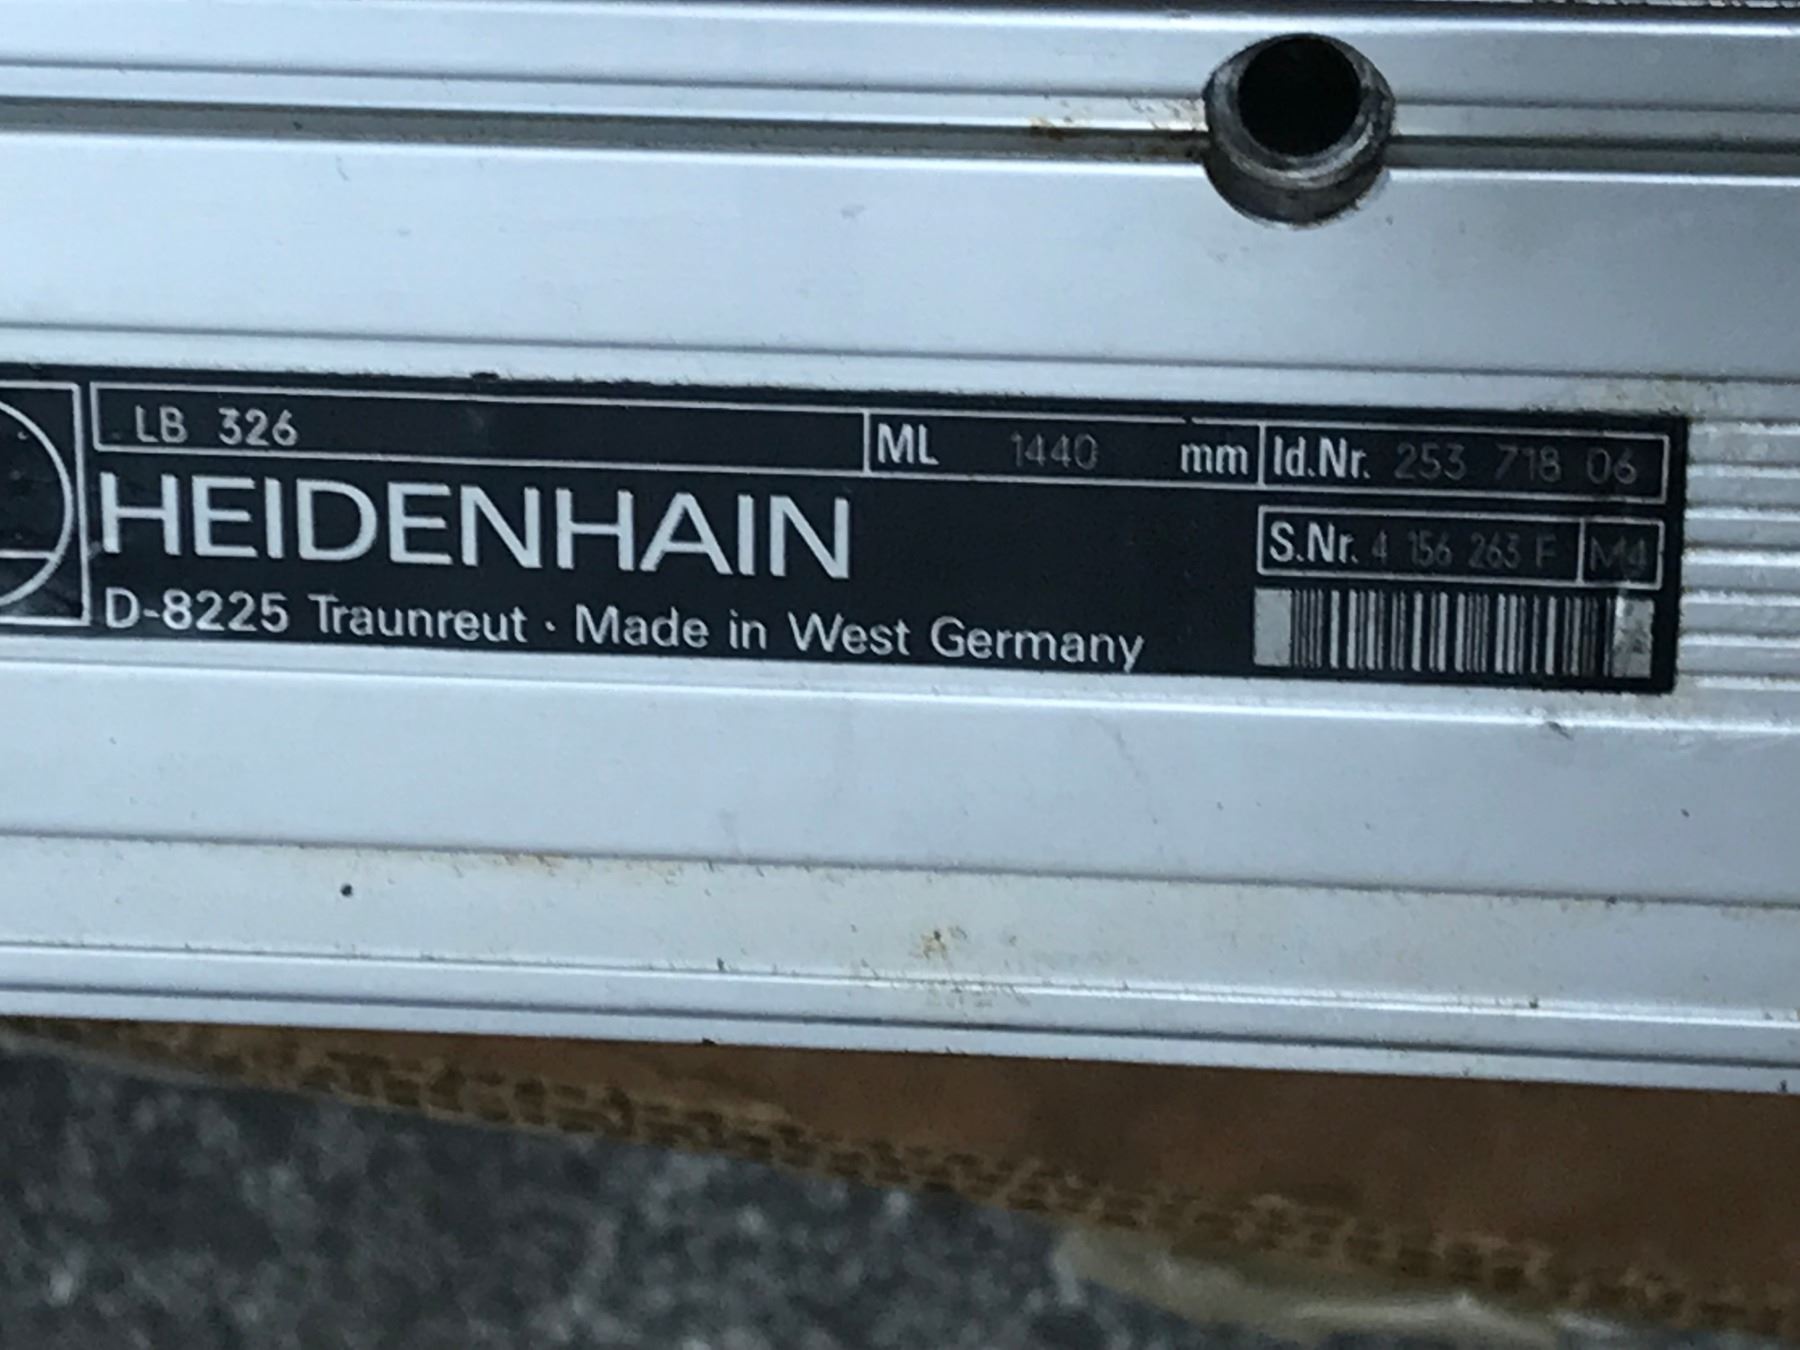 LB 326 ML 1440 mm Id.Nr. 253 718 06
HEIDENHAIN S.Nr. 4 156 263 F M4
D-8225 Traunreut · Made in West Germany